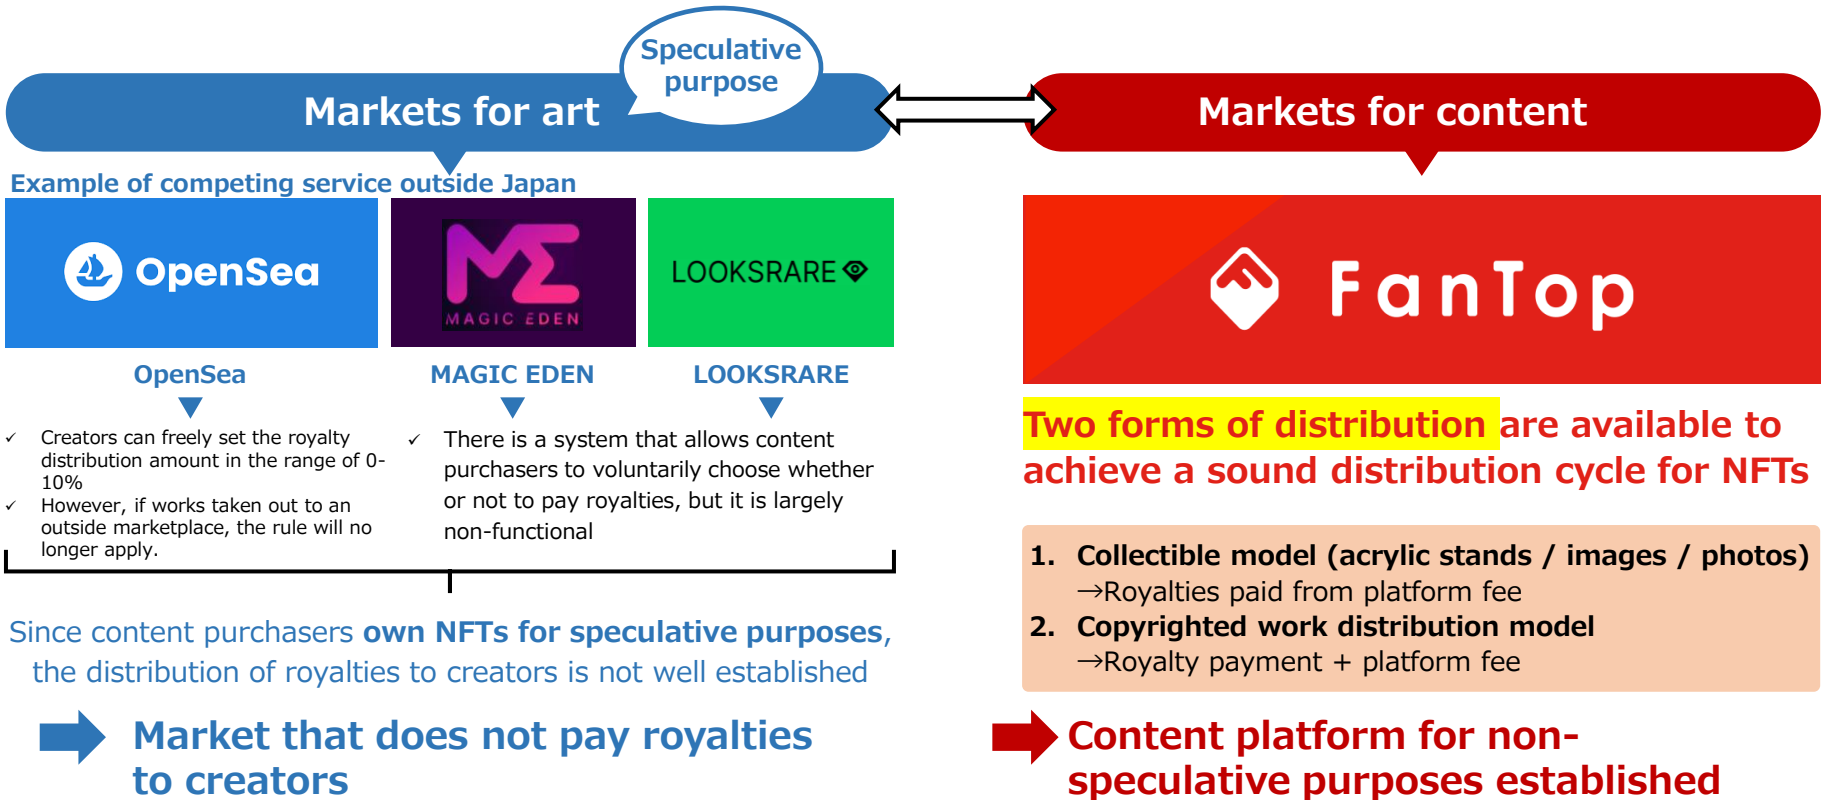 Speculative
purpose
Markets for art
Markets for content
Example of competing service outside Japan
OpenSea
MAGIC EDEN
LOOKSRARE
FanTop
OpenSea
MAGIC EDEN
LOOKSRARE
✓ Creators can freely set the royalty
distribution amount in the range of 0-
10%
✓ However, if works taken out to an
outside marketplace, the rule will no
longer apply.
✓ There is a system that allows content
purchasers to voluntarily choose whether
or not to pay royalties, but it is largely
non-functional
Since content purchasers own NFTs for speculative purposes,
the distribution of royalties to creators is not well established
Market that does not pay royalties
to creators
Two forms of distribution are available to
achieve a sound distribution cycle for NFTs
1. Collectible model (acrylic stands / images / photos)
→Royalties paid from platform fee
2. Copyrighted work distribution model
→Royalty payment + platform fee
Content platform for non-
speculative purposes established